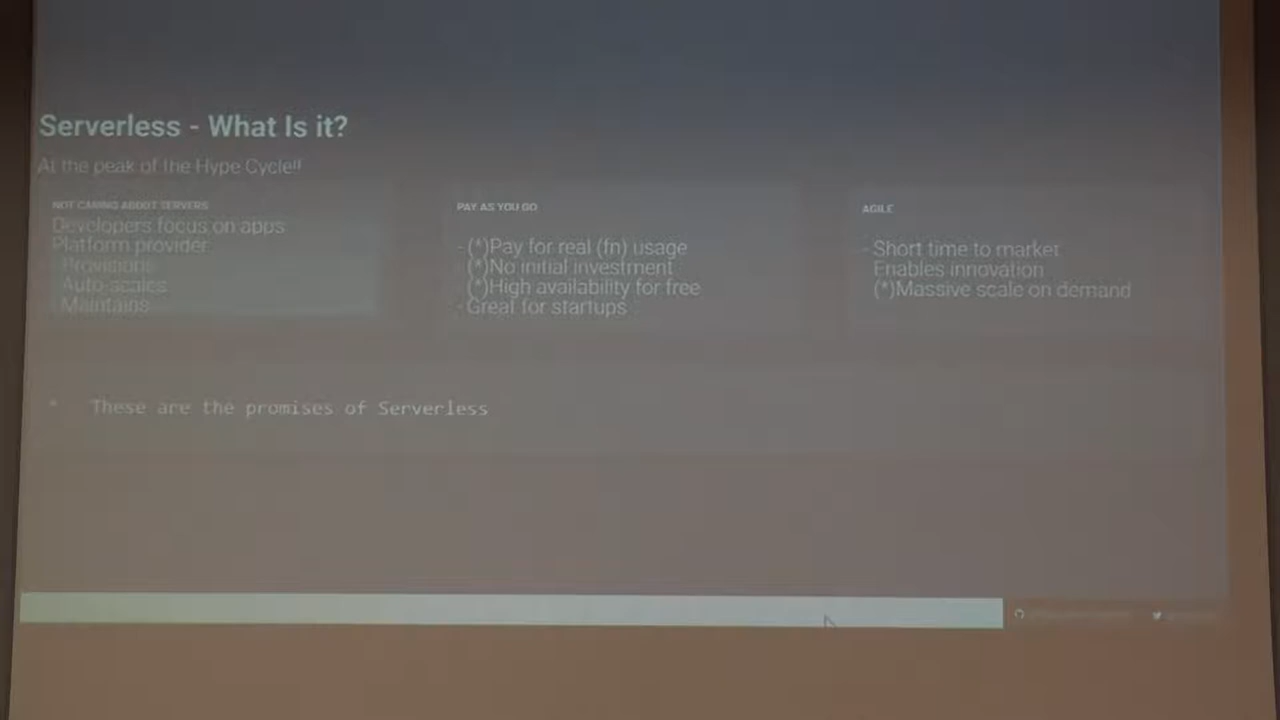 Serverless - What Is it?
At the peak of the Hype Cycle!!
NOT CARING ABOUT SERVERS
Developers focus on apps
Platform provider
- Provisions
- Auto-scales
- Maintains
PAY AS YOU GO
- (*)Pay for real (fn) usage
- (*)No initial investment
- (*)High availability for free
- Great for startups
AGILE
- Short time to market
Enables innovation
(*)Massive scale on demand
* These are the promises of Serverless